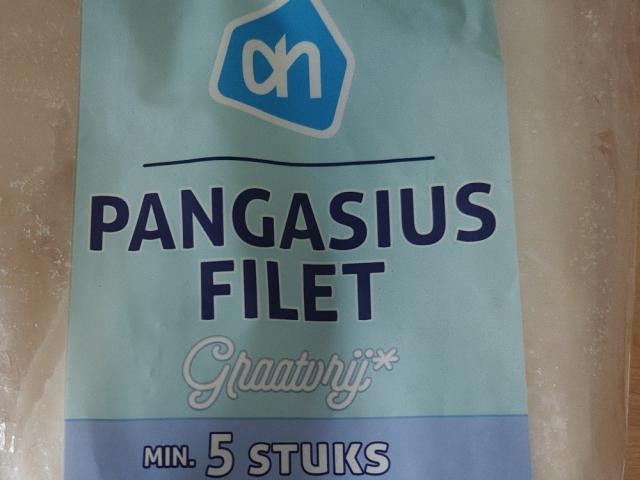 ah
PANGASIUS
FILET
Graatvrij*
MIN. 5 STUKS